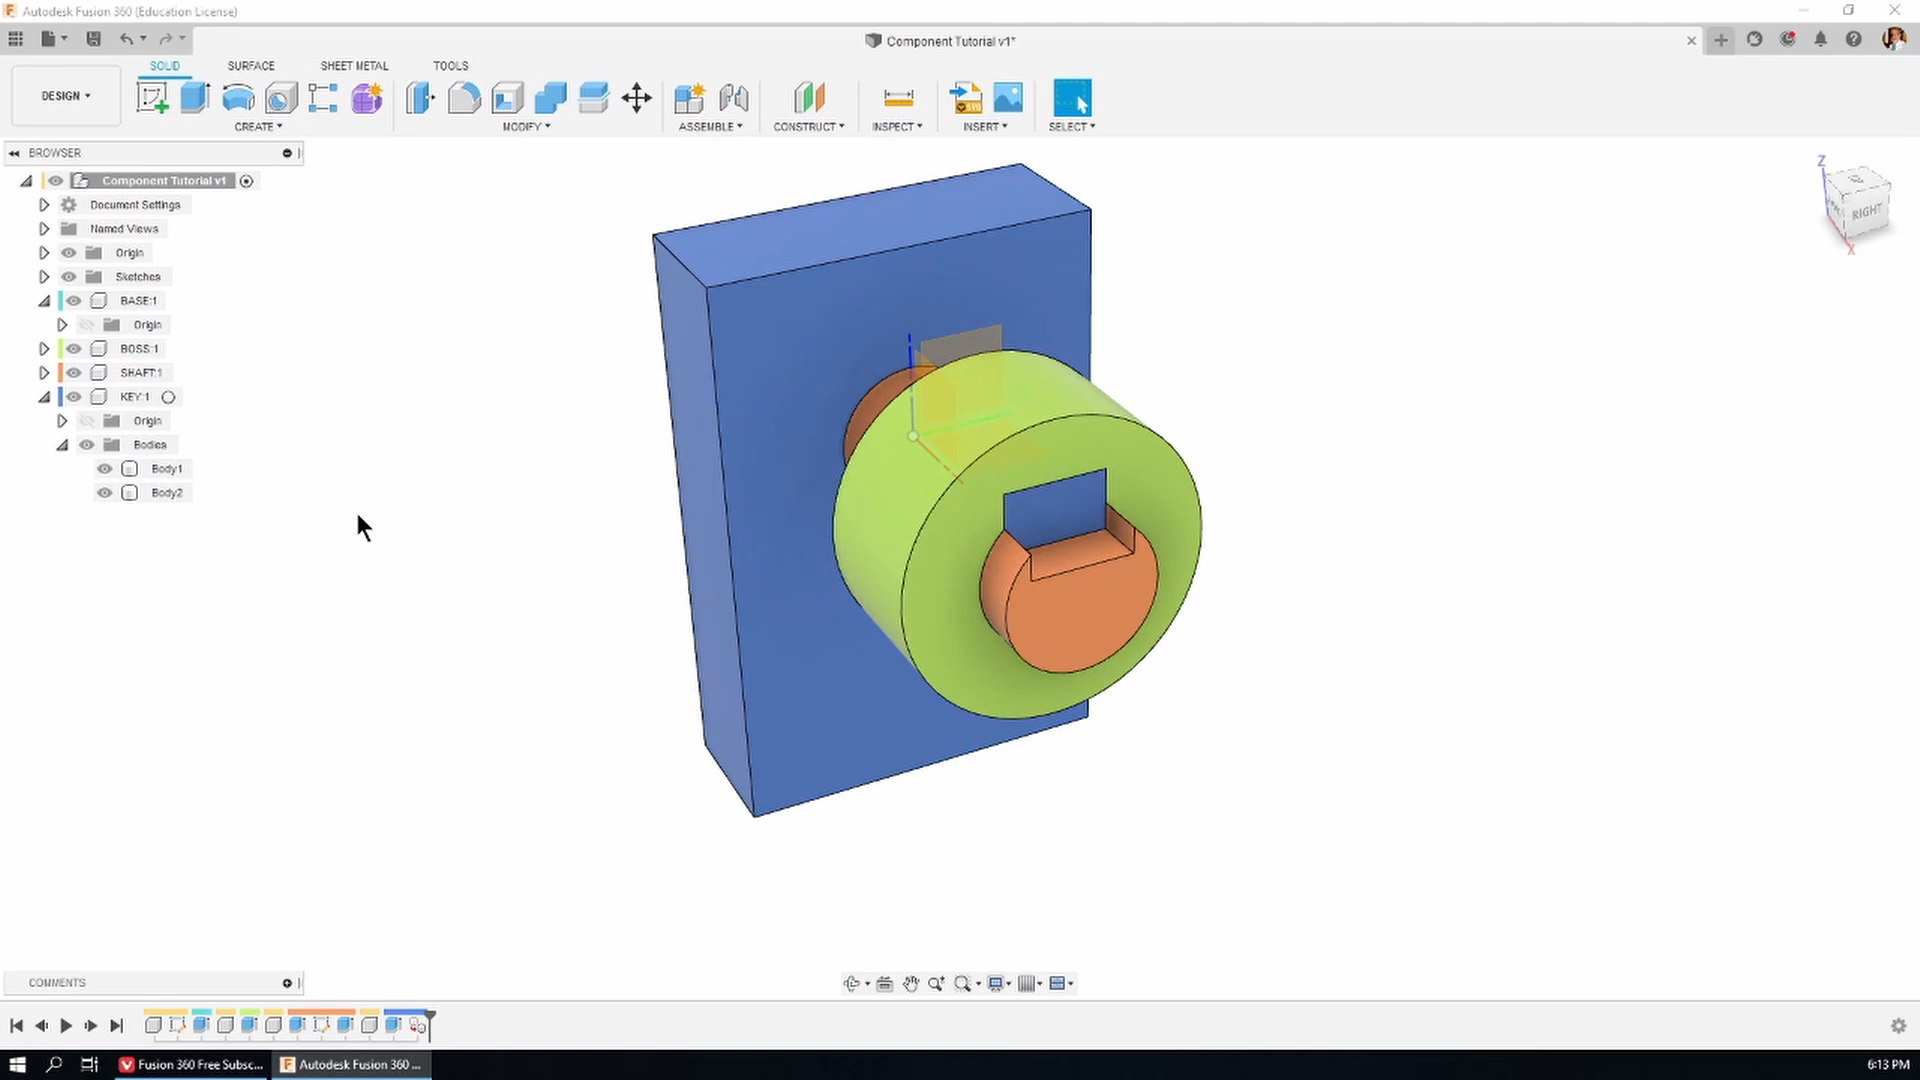 Autodesk Fusion 360 (Education License)
Component Tutorial v1*
SOLID
SURFACE
SHEET METAL
TOOLS
DESIGN
CREATE
MODIFY
ASSEMBLE
CONSTRUCT
INSPECT
INSERT
SELECT
SVG
BROWSER
Component Tutorial v1
Document Settings
Named Views
Origin
Sketches
BASE:1
Origin
BOSS:1
SHAFT:1
KEY:1
Origin
Bodies
Body1
Body2
Z
RIGHT
X
COMMENTS
Fusion 360 Free Subsc...
Autodesk Fusion 360 ...
6:13 PM